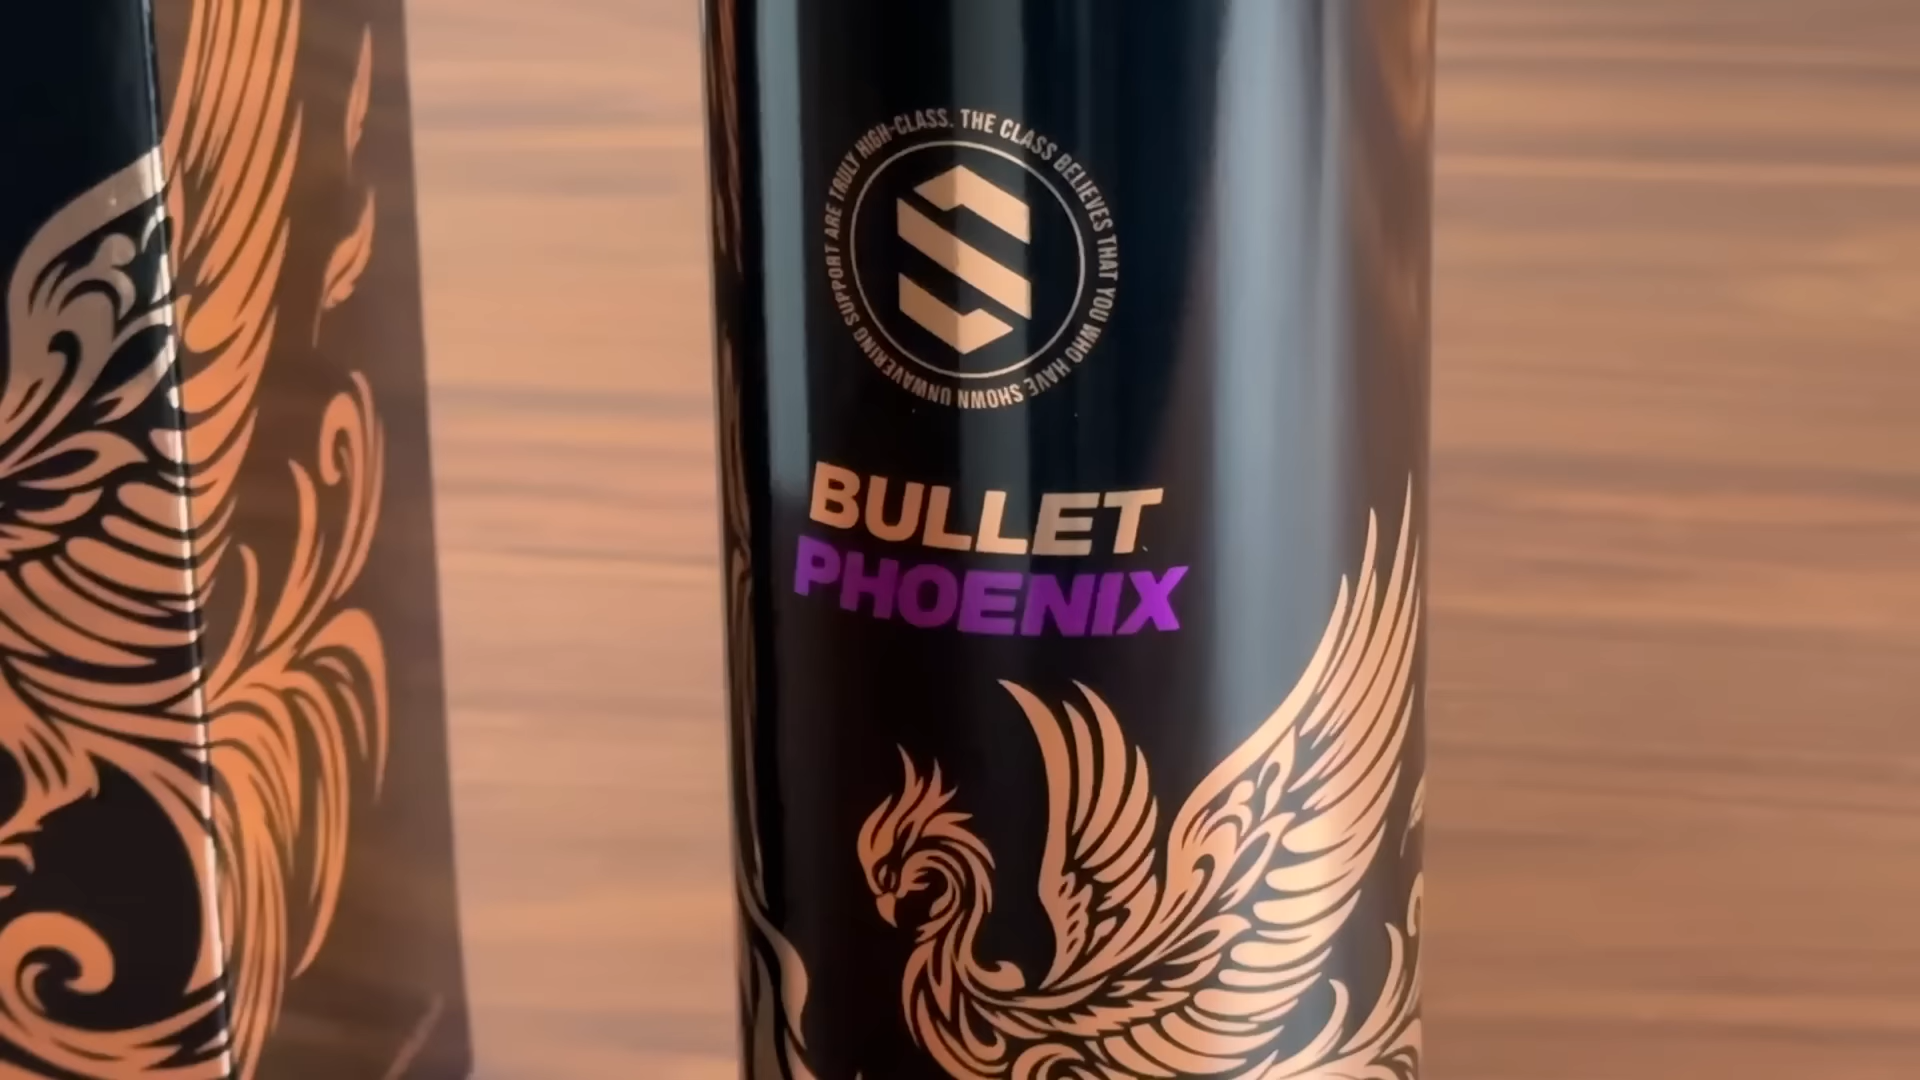 THE CLASS BELIEVES THAT YOU WHO HAVE SHOWN UNWAVERING SUPPORT ARE TRULY HIGH-CLASS.
BULLET
PHOENIX